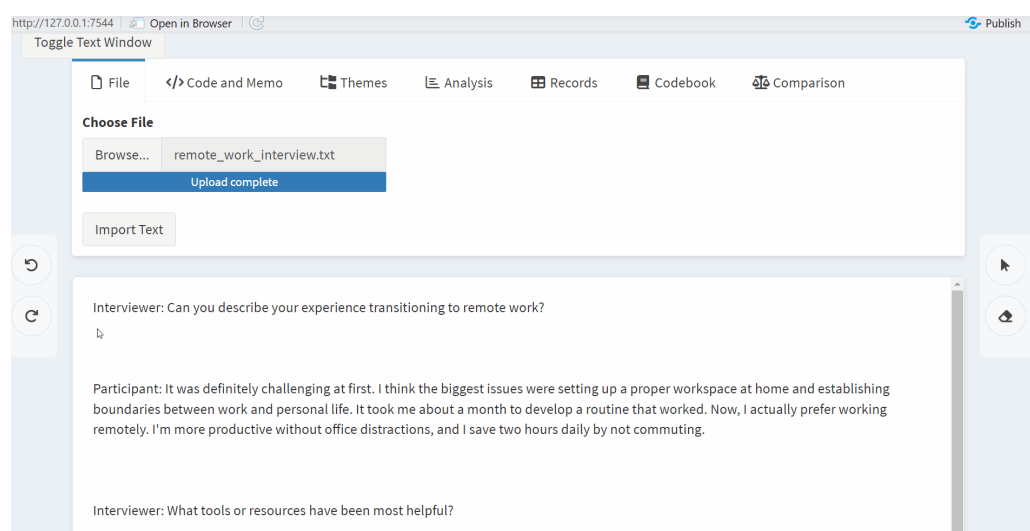 http://127.0.0.1:7544 Open in Browser Publish
Toggle Text Window
File Code and Memo Themes Analysis Records Codebook Comparison
Choose File
Browse... remote_work_interview.txt
Upload complete
Import Text
Interviewer: Can you describe your experience transitioning to remote work?
Participant: It was definitely challenging at first. I think the biggest issues were setting up a proper workspace at home and establishing
boundaries between work and personal life. It took me about a month to develop a routine that worked. Now, I actually prefer working
remotely. I'm more productive without office distractions, and I save two hours daily by not commuting.
Interviewer: What tools or resources have been most helpful?